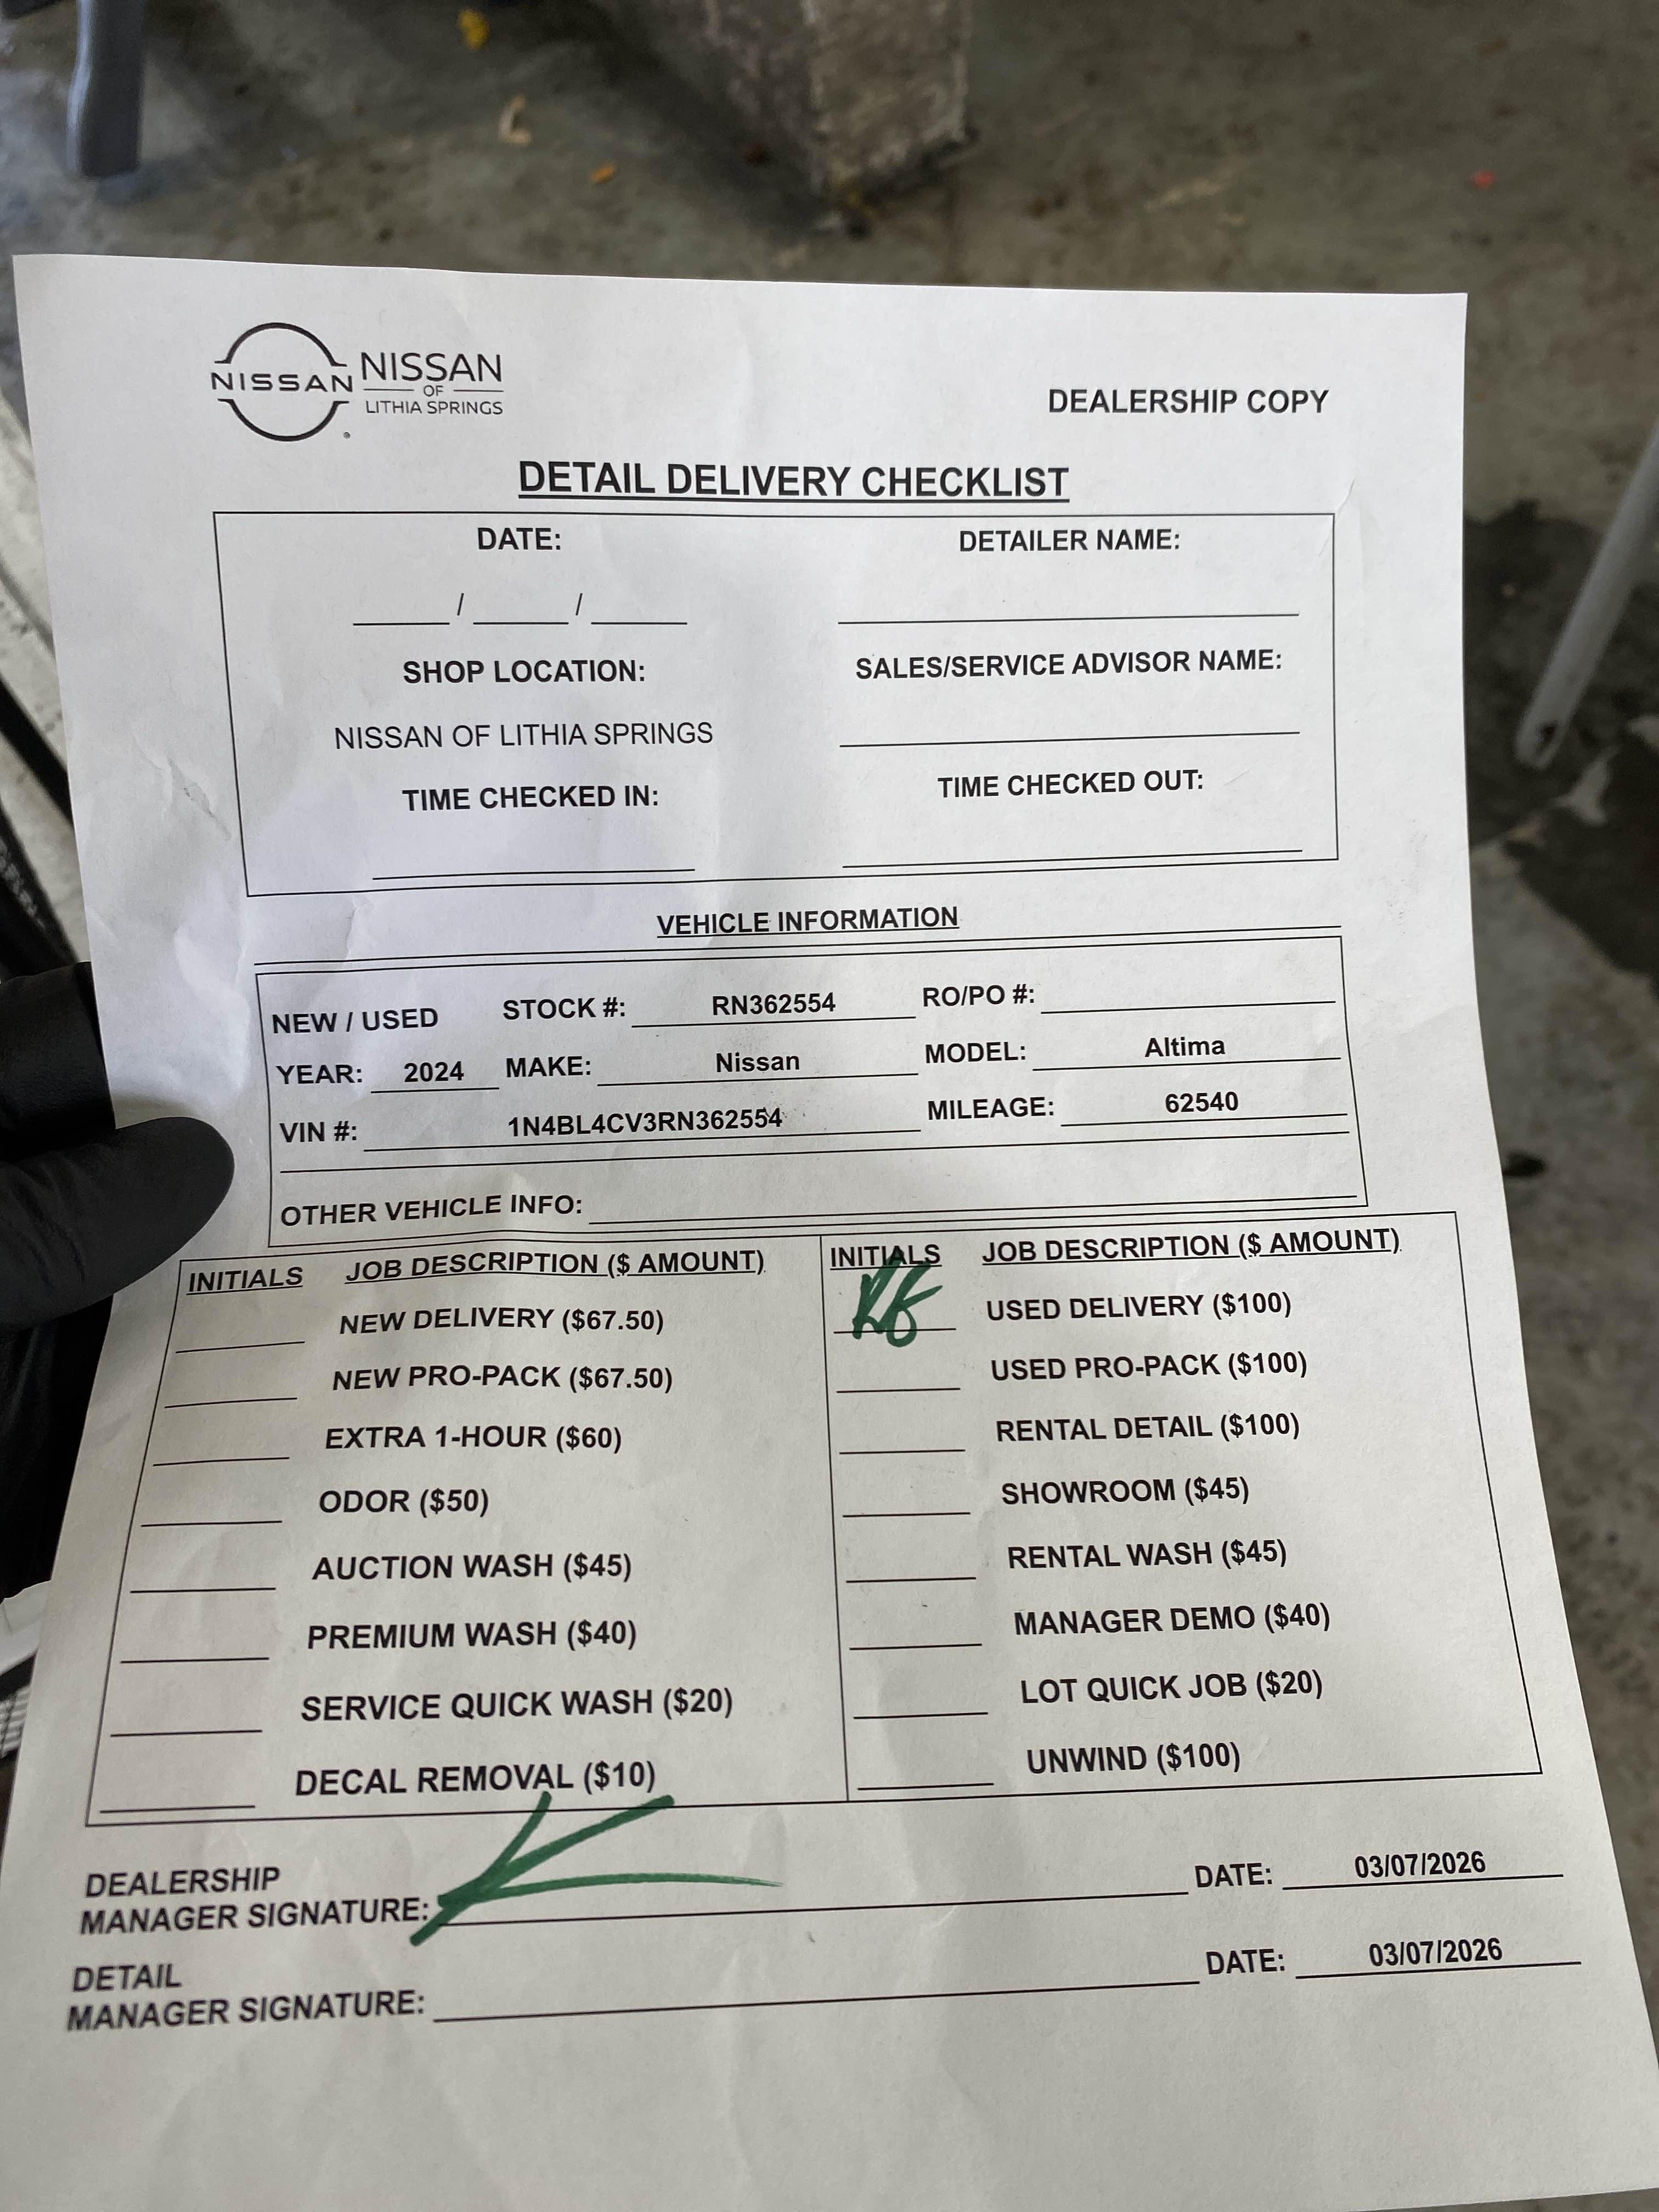 NISSAN NISSAN
OF
LITHIA SPRINGS
DEALERSHIP COPY
DETAIL DELIVERY CHECKLIST
DATE: DETAILER NAME:
____ / ____ / ____
SHOP LOCATION: SALES/SERVICE ADVISOR NAME:
NISSAN OF LITHIA SPRINGS
TIME CHECKED IN: TIME CHECKED OUT:
VEHICLE INFORMATION
NEW / USED STOCK #: RN362554 RO/PO #:
YEAR: 2024 MAKE: Nissan MODEL: Altima
VIN #: 1N4BL4CV3RN362554 MILEAGE: 62540
OTHER VEHICLE INFO:
INITIALS JOB DESCRIPTION ($ AMOUNT)
NEW DELIVERY ($67.50)
NEW PRO-PACK ($67.50)
EXTRA 1-HOUR ($60)
ODOR ($50)
AUCTION WASH ($45)
PREMIUM WASH ($40)
SERVICE QUICK WASH ($20)
DECAL REMOVAL ($10)
INITIALS JOB DESCRIPTION ($ AMOUNT)
USED DELIVERY ($100)
USED PRO-PACK ($100)
RENTAL DETAIL ($100)
SHOWROOM ($45)
RENTAL WASH ($45)
MANAGER DEMO ($40)
LOT QUICK JOB ($20)
UNWIND ($100)
DEALERSHIP
MANAGER SIGNATURE: DATE: 03/07/2026
DETAIL
MANAGER SIGNATURE: DATE: 03/07/2026